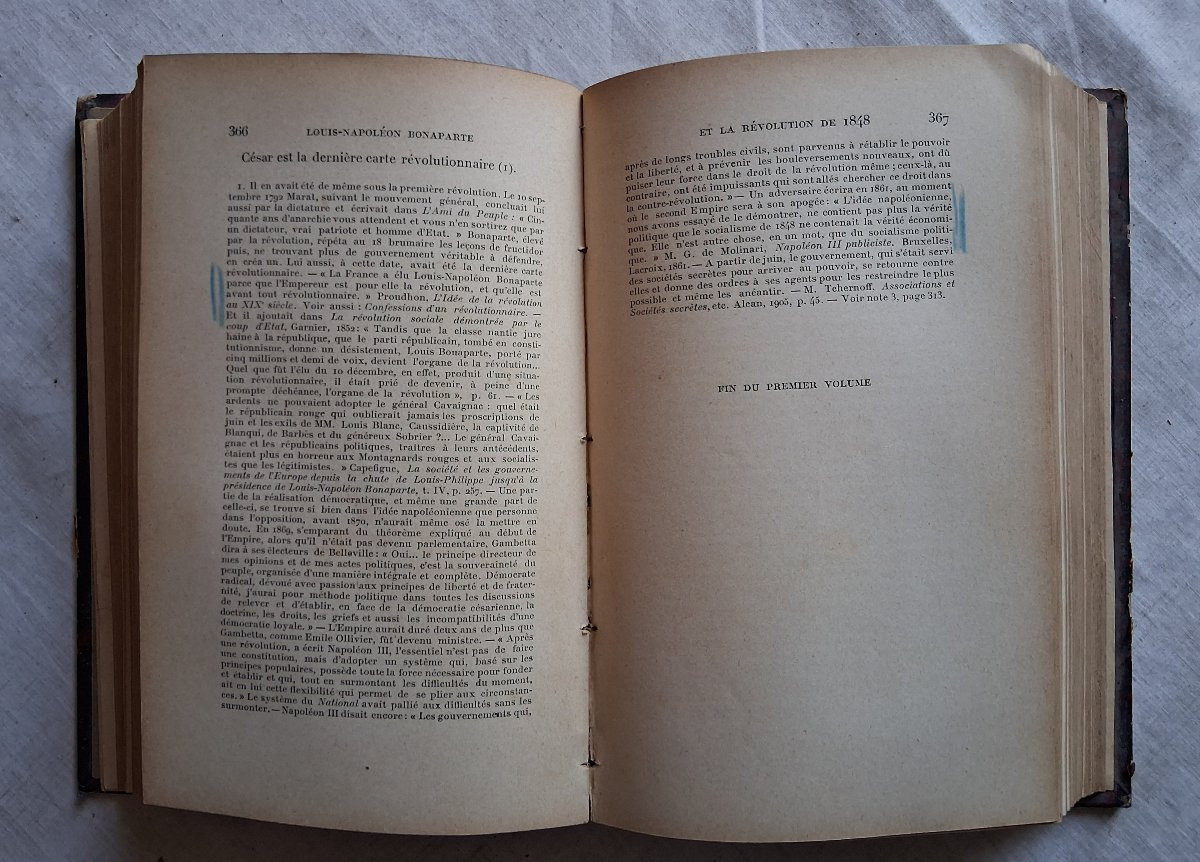 366
LOUIS-NAPOLÉON BONAPARTE
César est la dernière carte révolutionnaire (1).
1. Il en avait été de même sous la première révolution. Le 10 sep-
tembre 1792 Marat, suivant le mouvement général, concluait lui
aussi par la dictature et écrivait dans L'Ami du Peuple : « Cin-
quante ans d'anarchie vous attendent et vous n'en sortirez que par
un dictateur, vrai patriote et homme d'Etat. » Bonaparte, élevé
par la révolution, répéta au 18 brumaire les leçons de fructidor
puis, ne trouvant plus de gouvernement véritable à défendre,
en créa un. Lui aussi, à cette date, avait été la dernière carte
révolutionnaire. — « La France a élu Louis-Napoléon Bonaparte
parce que l'Empereur est pour elle la révolution, et qu'elle est
avant tout révolutionnaire. » Proudhon, L'Idée de la révolution
au XIXe siècle. Voir aussi : Confessions d'un révolutionnaire. —
Et il ajoutait dans La révolution sociale démontrée par le
coup d'Etat, Garnier, 1852 : « Tandis que la classe nantie jure
haine à la république, que le parti républicain, tombé en consti-
tutionnisme, donne un désistement, Louis Bonaparte, porté par
cinq millions et demi de voix, devient l'organe de la révolution...
Quel que fût l'élu du 10 décembre, en effet, produit d'une situa-
tion révolutionnaire, il était prié de devenir, à peine d'une
prompte déchéance, l'organe de la révolution », p. 61. — « Les
ardents ne pouvaient adopter le général Cavaignac : quel était
le républicain rouge qui oublierait jamais les proscriptions de
juin et les exils de MM. Louis Blanc, Caussidière, la captivité de
Blanqui, de Barbès et du généreux Sobrier ?... Le général Cavai-
gnac et les républicains politiques, traîtres à leurs antécédents,
étaient plus en horreur aux Montagnards rouges et aux socialis-
tes que les légitimistes. » Capefigue, La société et les gouverne-
ments de l'Europe depuis la chute de Louis-Philippe jusqu'à la
présidence de Louis-Napoléon Bonaparte, t. IV, p. 257. — Une par-
tie de la réalisation démocratique, et même une grande part de
celle-ci, se trouve si bien dans l'idée napoléonienne que personne
dans l'opposition, avant 1870, n'aurait même osé la mettre en
doute. En 1869, s'emparant du théorème expliqué au début de
l'Empire, alors qu'il n'était pas devenu parlementaire, Gambetta
dira à ses électeurs de Belleville : « Oui... le principe directeur de
mes opinions et de mes actes politiques, c'est la souveraineté du
peuple, organisée d'une manière intégrale et complète. Démocrate
radical, dévoué avec passion aux principes de liberté et de frater-
nité, j'aurai pour méthode politique dans toutes les discussions
de relever et d'établir, en face de la démocratie césarienne, la
doctrine, les droits, les griefs et aussi les incompatibilités d'une
démocratie loyale. » — L'Empire aurait duré deux ans de plus que
Gambetta, comme Emile Ollivier, fût devenu ministre. — « Après
une révolution, a écrit Napoléon III, l'essentiel n'est pas de faire
une constitution, mais d'adopter un système qui, basé sur les
principes populaires, possède toute la force nécessaire pour fonder
et établir et qui, tout en surmontant les difficultés du moment,
ait en lui cette flexibilité qui permet de se plier aux circonstan-
ces. » Le système du National avait pallié aux difficultés sans les
surmonter. — Napoléon III disait encore : « Les gouvernements qui,
ET LA RÉVOLUTION DE 1848
367
après de longs troubles civils, sont parvenus à rétablir le pouvoir
et la liberté, et à prévenir les bouleversements nouveaux, ont dû
puiser leur force dans le droit de la révolution même ; ceux-là, au
contraire, ont été impuissants qui sont allés chercher ce droit dans
la contre-révolution. » — Un adversaire écrira en 1861, au moment
où le second Empire sera à son apogée : « L'idée napoléonienne,
nous avons essayé de le démontrer, ne contient pas plus la vérité
politique que le socialisme de 1848 ne contenait la vérité économi-
que. Elle n'est autre chose, en un mot, que du socialisme politi-
que. » M. G. de Molinari, Napoléon III publiciste. Bruxelles,
Lacroix, 1861. — A partir de juin, le gouvernement, qui s'était servi
des sociétés secrètes pour arriver au pouvoir, se retourne contre
elles et donne des ordres à ses agents pour les restreindre le plus
possible et même les anéantir. — M. Tchernoff, Associations et
Sociétés secrètes, etc. Alcan, 1905, p. 45. — Voir note 3, page 313.
FIN DU PREMIER VOLUME